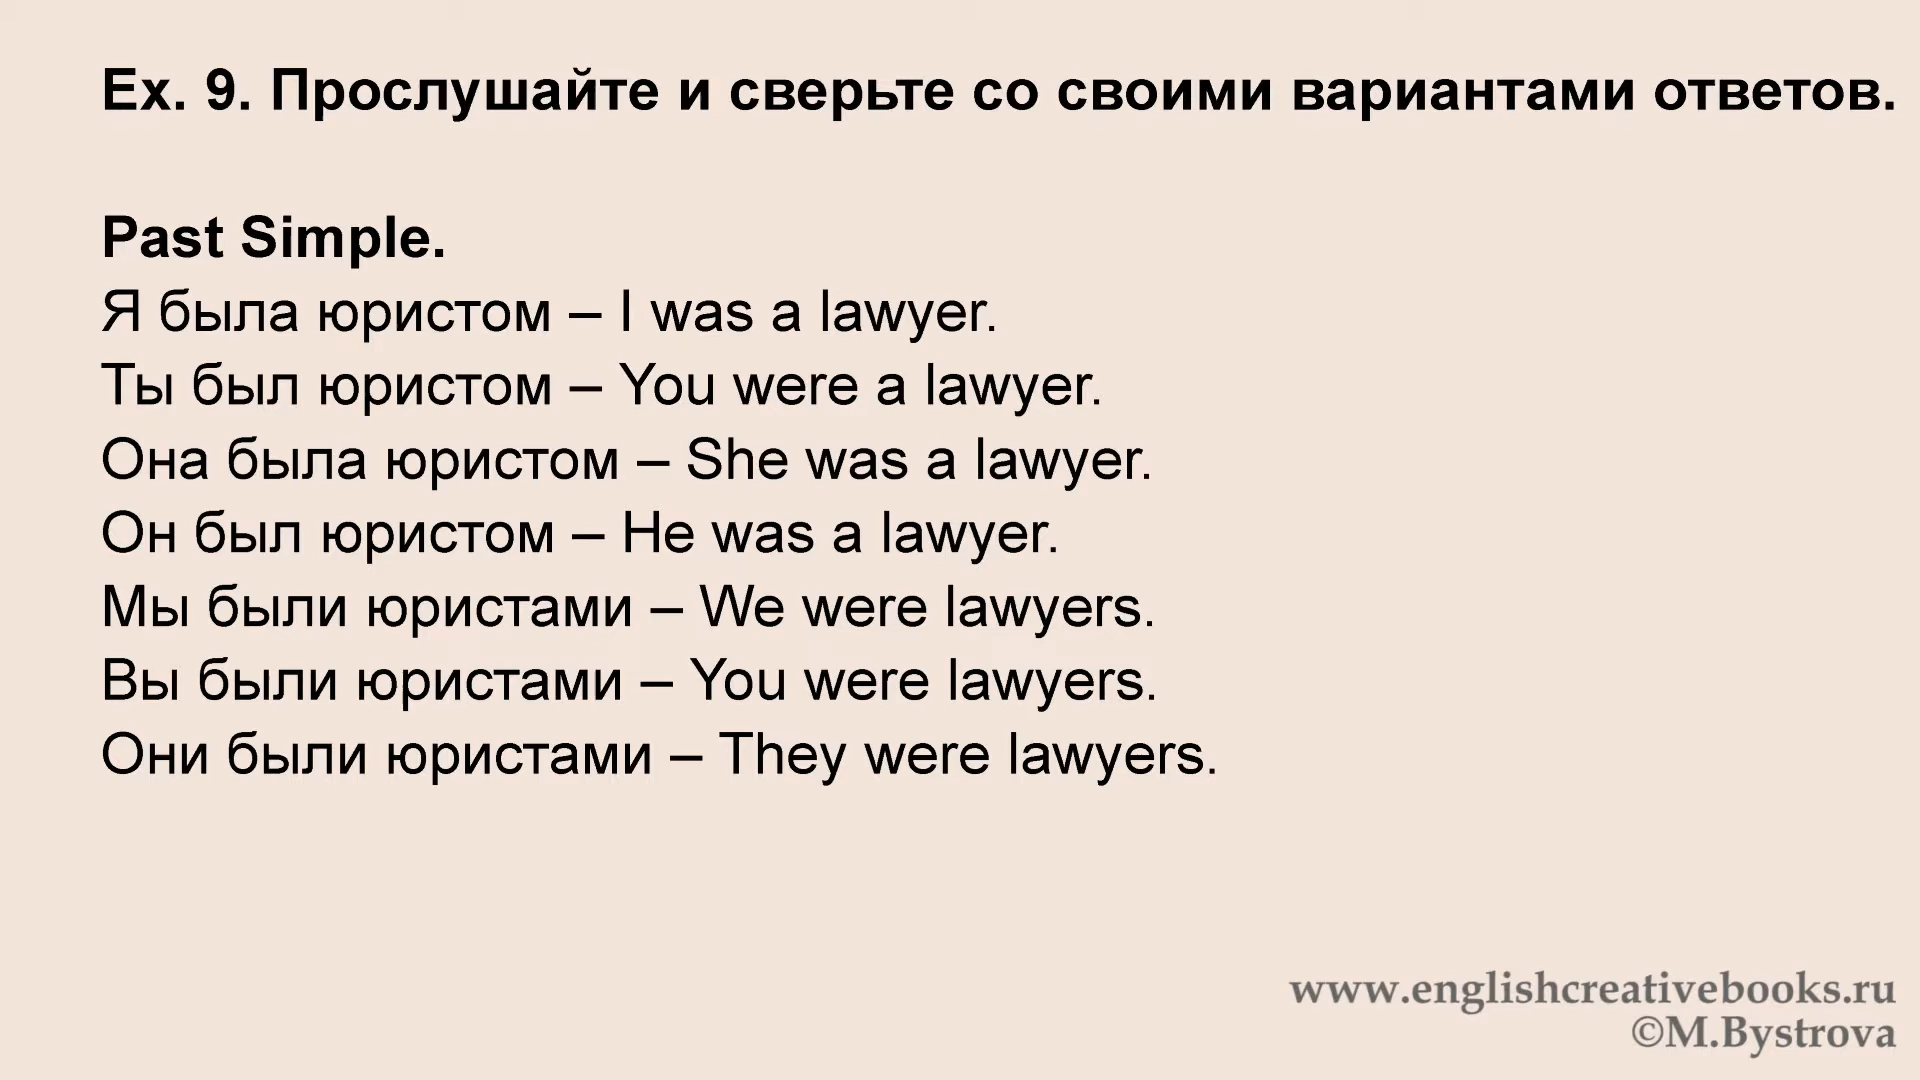 Ex. 9. Прослушайте и сверьте со своими вариантами ответов.
Past Simple.
Я была юристом – I was a lawyer.
Ты был юристом – You were a lawyer.
Она была юристом – She was a lawyer.
Он был юристом – He was a lawyer.
Мы были юристами – We were lawyers.
Вы были юристами – You were lawyers.
Они были юристами – They were lawyers.
www.englishcreativebooks.ru
©M.Bystrova